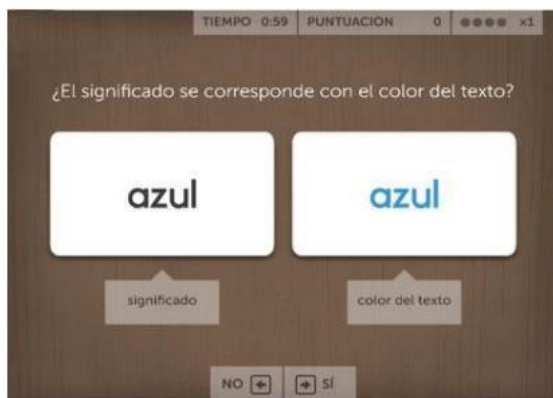 TIEMPO 0:59 PUNTUACION 0 x1
¿El significado se corresponde con el color del texto?
azul azul
significado color del texto
NO SÍ